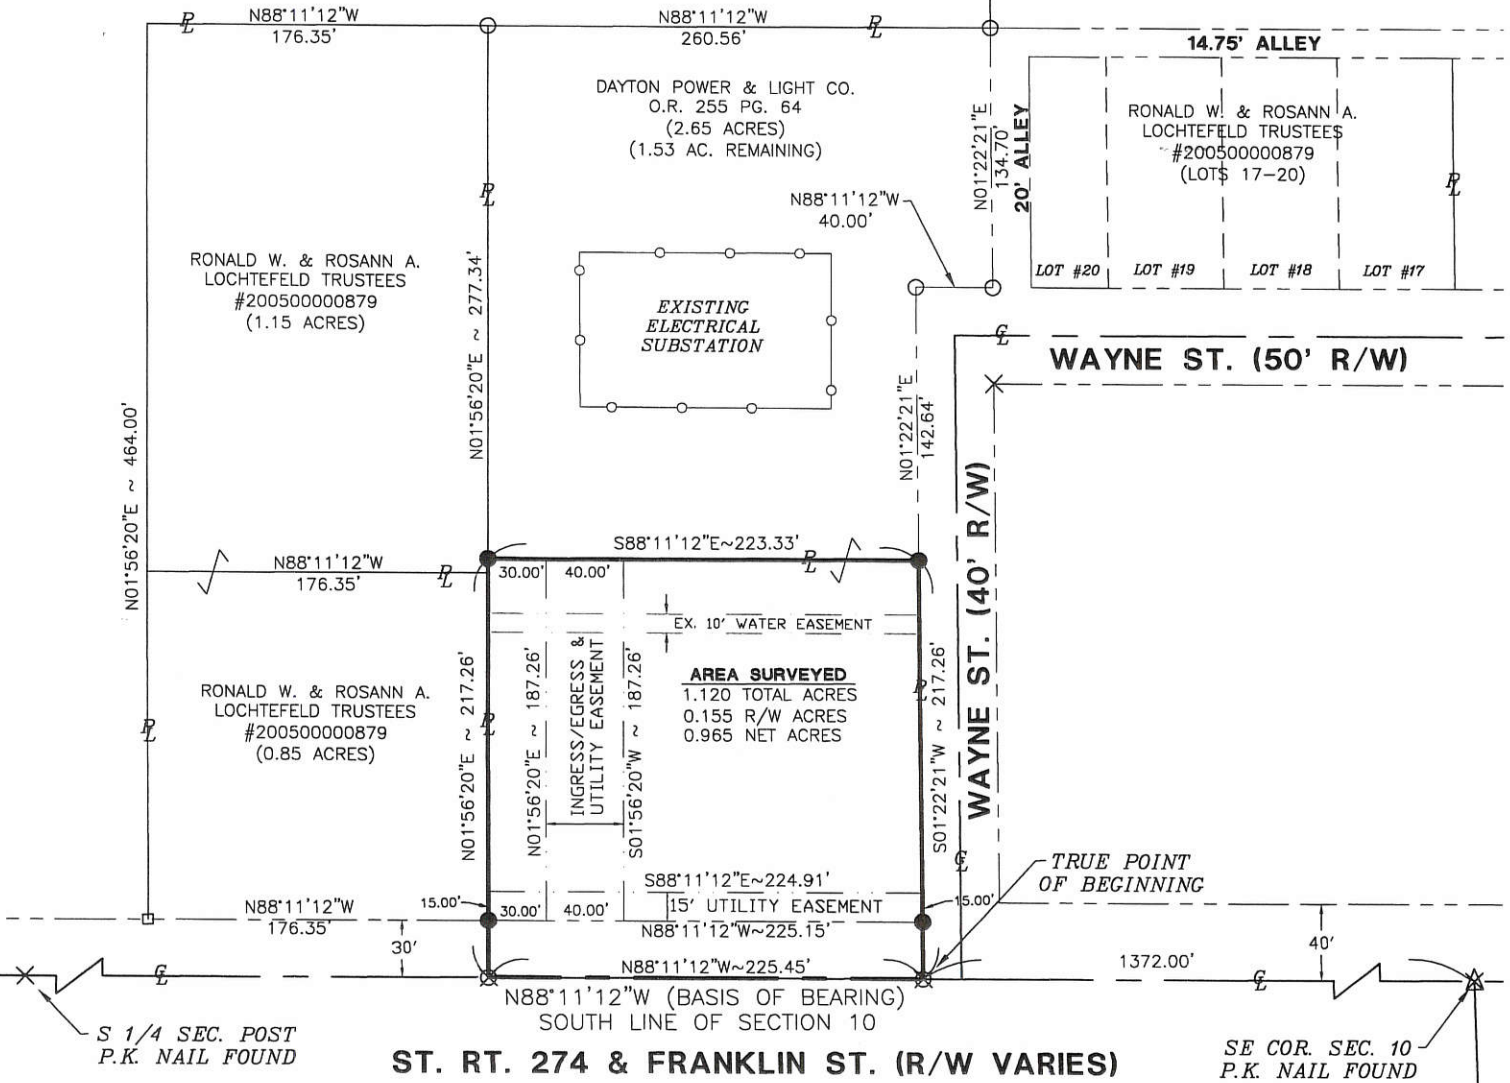 N88°11'12"W
176.35'
N88°11'12"W
260.56'
14.75' ALLEY
DAYTON POWER & LIGHT CO.
O.R. 255 PG. 64
(2.65 ACRES)
(1.53 AC. REMAINING)
N01°22'21"E
134.70'
20' ALLEY
RONALD W. & ROSANN A.
LOCHTEFELD TRUSTEES
#200500000879
(LOTS 17-20)
N88°11'12"W
40.00'
LOT #20
LOT #19
LOT #18
LOT #17
RONALD W. & ROSANN A.
LOCHTEFELD TRUSTEES
#200500000879
(1.15 ACRES)
N01°56'20"E ~ 277.34'
EXISTING
ELECTRICAL
SUBSTATION
WAYNE ST. (50' R/W)
N01°22'21"E
142.64'
N01°56'20"E ~ 464.00'
N88°11'12"W
176.35'
S88°11'12"E~223.33'
30.00'
40.00'
EX. 10' WATER EASEMENT
WAYNE ST. (40' R/W)
AREA SURVEYED
1.120 TOTAL ACRES
0.155 R/W ACRES
0.965 NET ACRES
RONALD W. & ROSANN A.
LOCHTEFELD TRUSTEES
#200500000879
(0.85 ACRES)
N01°56'20"E ~ 217.26'
N01°56'20"E ~ 187.26'
INGRESS/EGRESS &
UTILITY EASEMENT
S01°56'20"W ~ 187.26'
S01°22'21"W ~ 217.26'
TRUE POINT
OF BEGINNING
S88°11'12"E~224.91'
15.00'
30.00'
40.00'
15' UTILITY EASEMENT
15.00'
N88°11'12"W
176.35'
N88°11'12"W~225.15'
30'
40'
N88°11'12"W~225.45'
1372.00'
N88°11'12"W (BASIS OF BEARING)
SOUTH LINE OF SECTION 10
S 1/4 SEC. POST
P.K. NAIL FOUND
ST. RT. 274 & FRANKLIN ST. (R/W VARIES)
SE COR. SEC. 10
P.K. NAIL FOUND